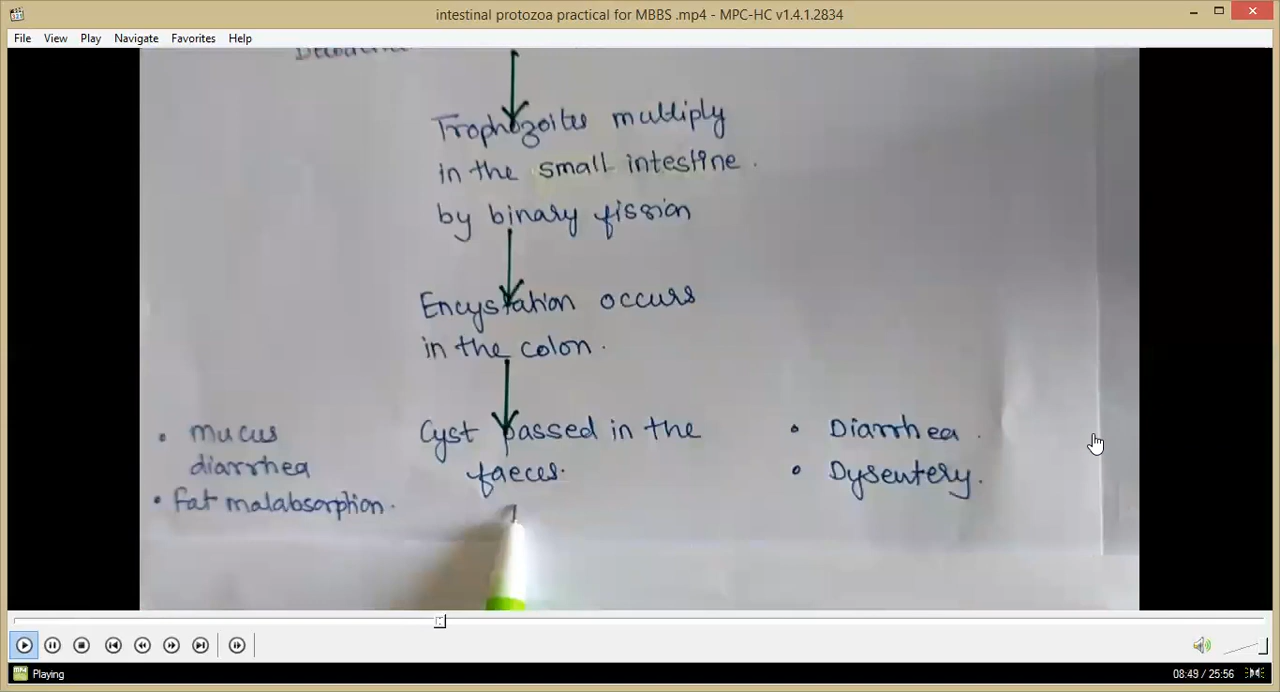 intestinal protozoa practical for MBBS .mp4 - MPC-HC v1.4.1.2834
File View Play Navigate Favorites Help
Trophozoites multiply
in the small intestine.
by binary fission
Encystation occurs
in the colon.
Cyst passed in the
faeces.
• Mucus
diarrhea
• Fat malabsorption.
• Diarrhea.
• Dysentery.
Playing
08:49 / 25:56